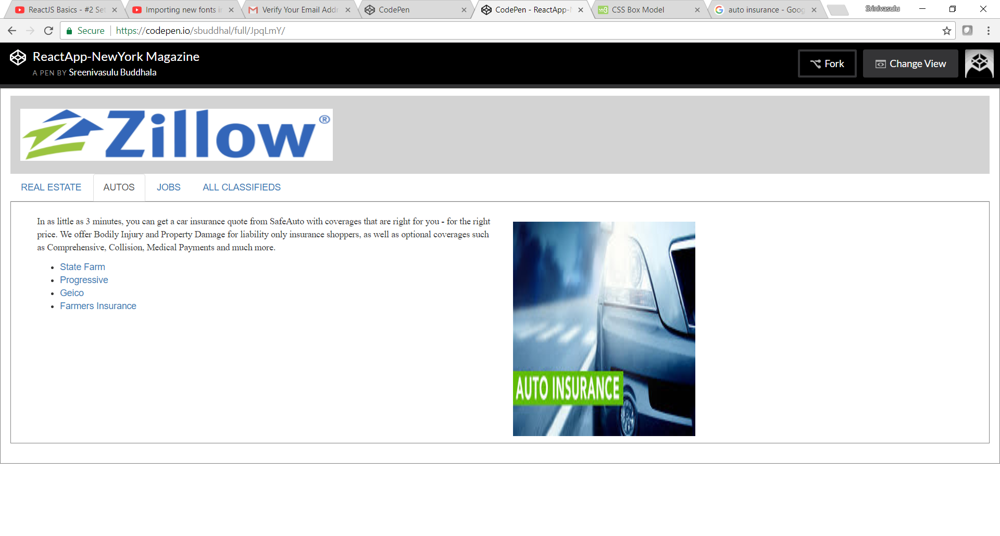 ReactJS Basics - #2 Set
Importing new fonts in
Verify Your Email Addr
CodePen
CodePen - ReactApp-N
CSS Box Model
auto insurance - Goog
Srinivasulu
Secure
https://codepen.io/sbuddhal/full/JpqLmY/
ReactApp-NewYork Magazine
A PEN BY Sreenivasulu Buddhala
Fork
Change View
Zillow®
REAL ESTATE
AUTOS
JOBS
ALL CLASSIFIEDS
In as little as 3 minutes, you can get a car insurance quote from SafeAuto with coverages that are right for you - for the right
price. We offer Bodily Injury and Property Damage for liability only insurance shoppers, as well as optional coverages such
as Comprehensive, Collision, Medical Payments and much more.
State Farm
Progressive
Geico
Farmers Insurance
AUTO INSURANCE